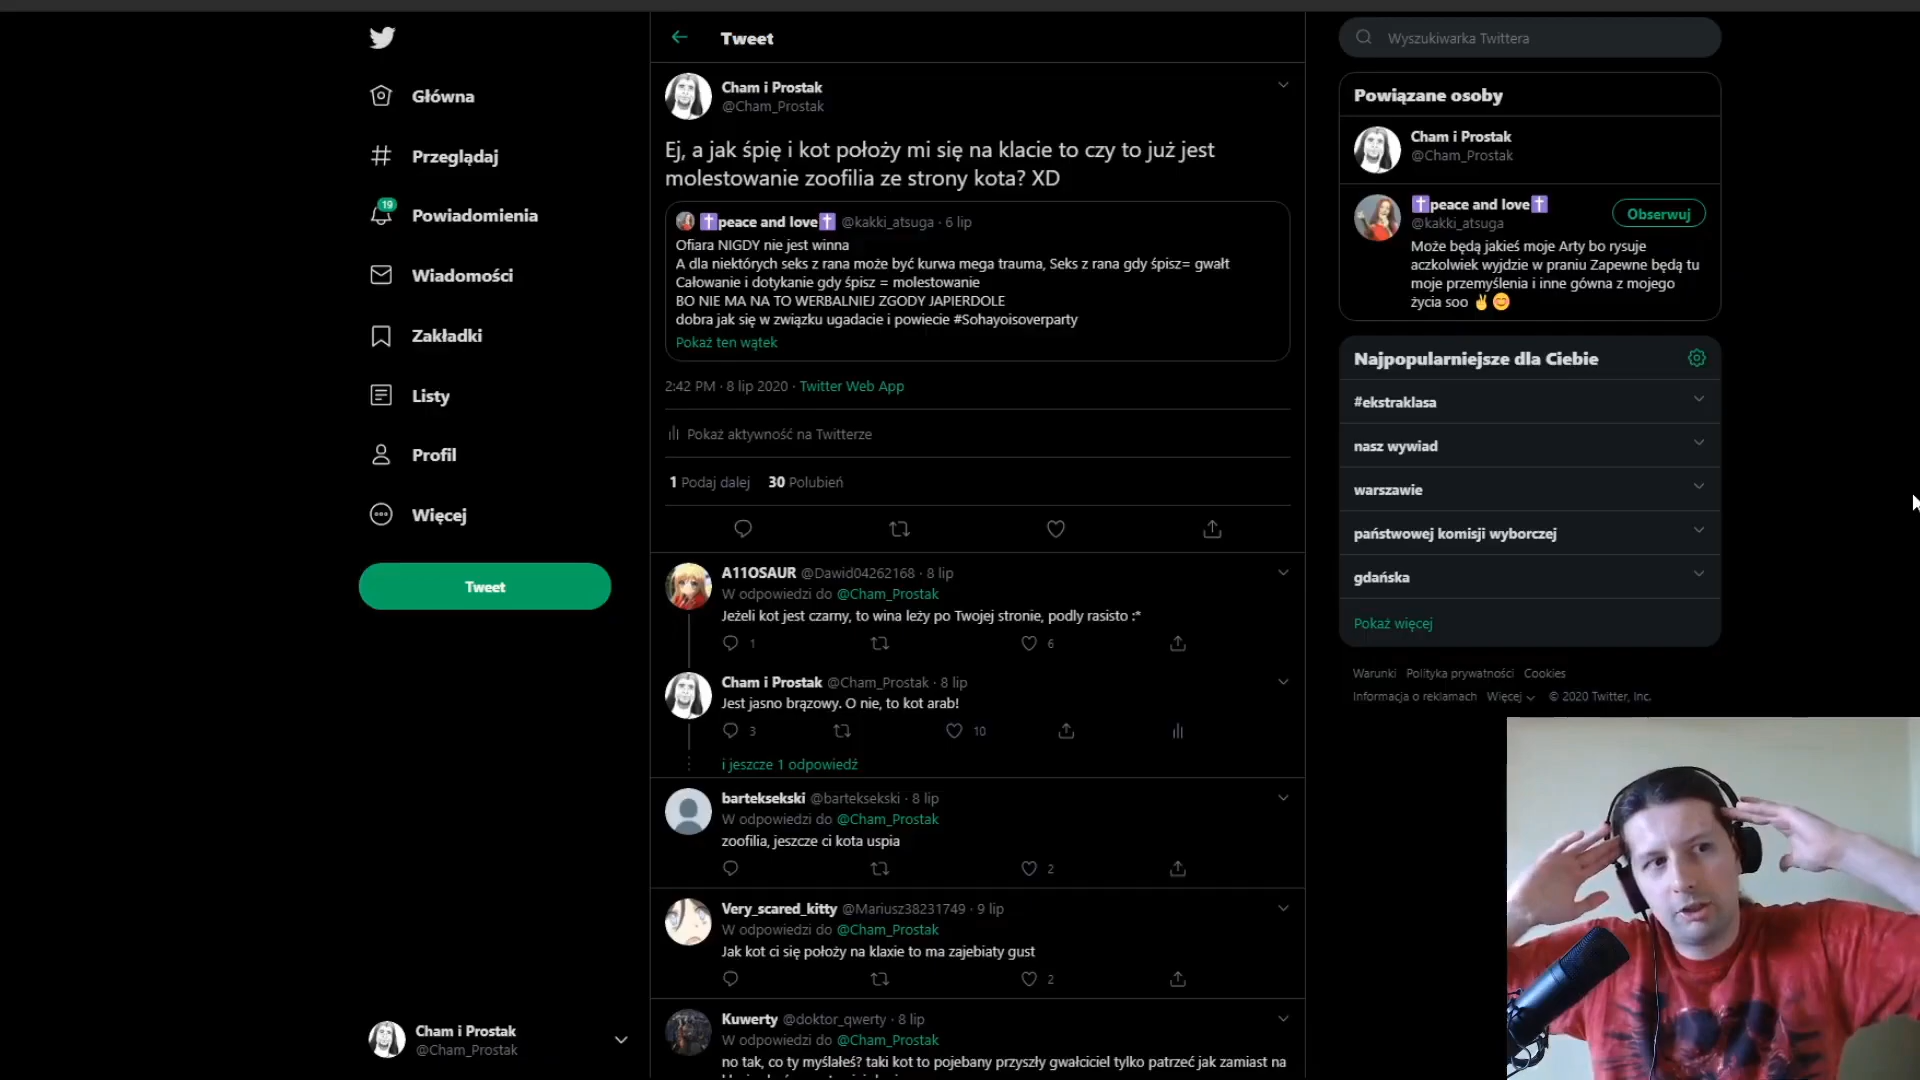 Główna
Przeglądaj
19
Powiadomienia
Wiadomości
Zakładki
Listy
Profil
Więcej
Tweet
Cham i Prostak
@Cham_Prostak
Tweet
Cham i Prostak
@Cham_Prostak
Ej, a jak śpię i kot położy mi się na klacie to czy to już jest
molestowanie zoofilia ze strony kota? XD
✝️peace and love✝️ @kakki_atsuga · 6 lip
Ofiara NIGDY nie jest winna
A dla niektórych seks z rana może być kurwa mega trauma, Seks z rana gdy śpisz= gwałt
Całowanie i dotykanie gdy śpisz = molestowanie
BO NIE MA NA TO WERBALNIEJ ZGODY JAPIERDOLE
dobra jak się w związku ugadacie i powiecie #Sohayoisoverparty
Pokaż ten wątek
2:42 PM · 8 lip 2020 · Twitter Web App
Pokaż aktywność na Twitterze
1 Podaj dalej 30 Polubień
A11OSAUR @Dawid04262168 · 8 lip
W odpowiedzi do @Cham_Prostak
Jeżeli kot jest czarny, to wina leży po Twojej stronie, podly rasisto :*
1 6
Cham i Prostak @Cham_Prostak · 8 lip
Jest jasno brązowy. O nie, to kot arab!
3 10
i jeszcze 1 odpowiedź
barteksekski @barteksekski · 8 lip
W odpowiedzi do @Cham_Prostak
zoofilia, jeszcze ci kota uspia
2
Very_scared_kitty @Mariusz38231749 · 9 lip
W odpowiedzi do @Cham_Prostak
Jak kot ci się położy na klaxie to ma zajebiaty gust
2
Kuwerty @doktor_qwerty · 8 lip
W odpowiedzi do @Cham_Prostak
no tak, co ty myślałeś? taki kot to pojebany przyszły gwałciciel tylko patrzeć jak zamiast na
Wyszukiwarka Twittera
Powiązane osoby
Cham i Prostak
@Cham_Prostak
✝️peace and love✝️
@kakki_atsuga
Obserwuj
Może będą jakieś moje Arty bo rysuje
aczkolwiek wyjdzie w praniu Zapewne będą tu
moje przemyślenia i inne gówna z mojego
życia soo ✌️😊
Najpopularniejsze dla Ciebie
#ekstraklasa
nasz wywiad
warszawie
państwowej komisji wyborczej
gdańska
Pokaż więcej
Warunki Polityka prywatności Cookies
Informacja o reklamach Więcej © 2020 Twitter, Inc.